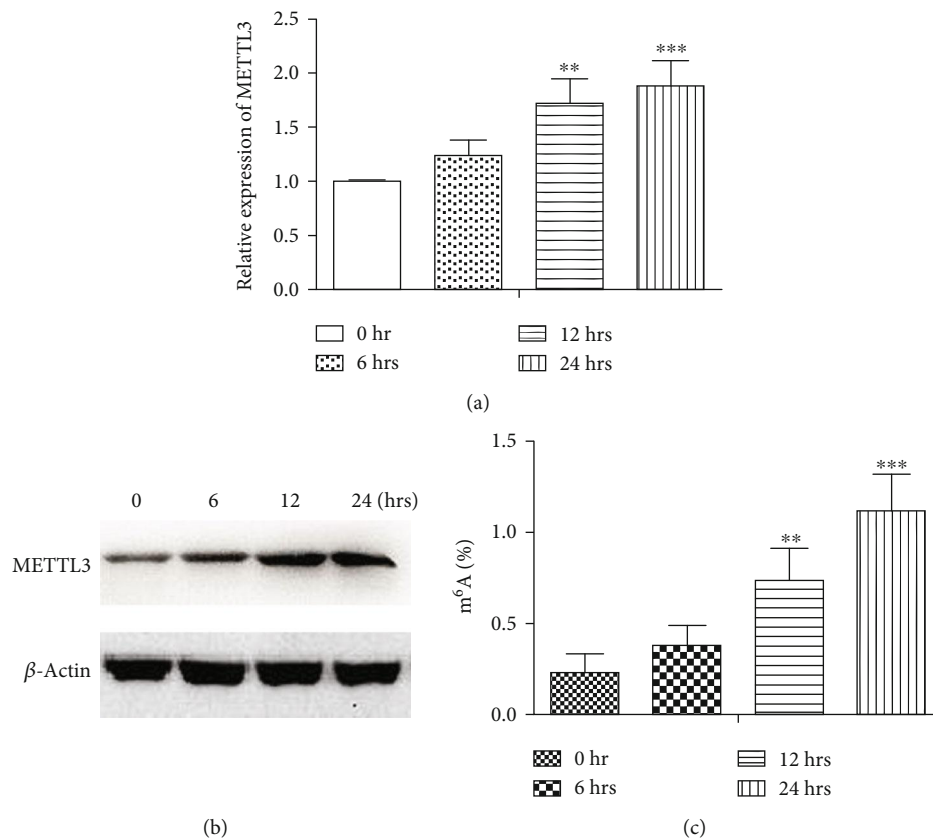 2.5
2.0
1.5
1.0
0.5
0.0
Relative expression of METTL3
**
***
0 hr
6 hrs
12 hrs
24 hrs
(a)
0 6 12 24 (hrs)
METTL3
β-Actin
(b)
1.5
1.0
0.5
0.0
m⁶A (%)
**
***
0 hr
6 hrs
12 hrs
24 hrs
(c)